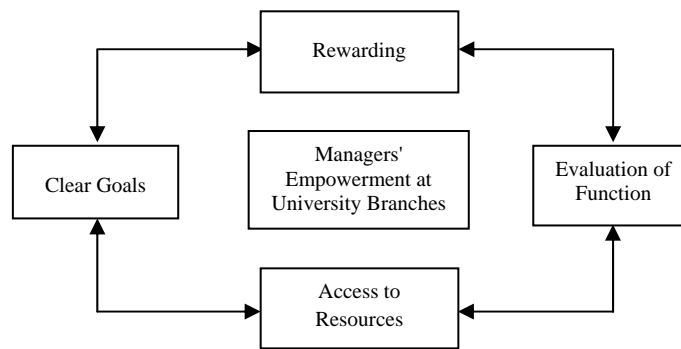 Rewarding
Clear Goals
Managers'
Empowerment at
University Branches
Evaluation of
Function
Access to
Resources